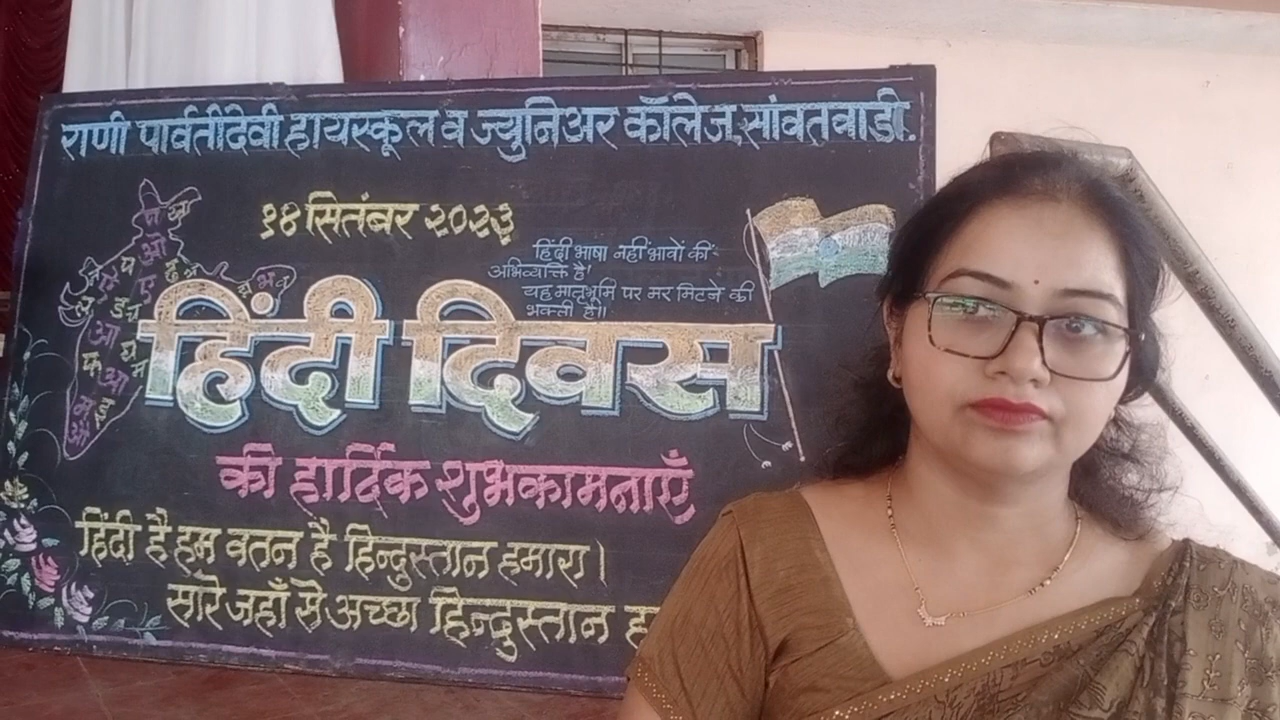 राणी पार्वतीदेवी हायस्कूल व ज्युनिअर कॉलेज, सांवतवाडी.
१४ सितंबर २०२३
हिंदी भाषा नहीं भावों की
अभिव्यक्ति है'
यह मातृभूमि पर मर मिटने की
भक्ती है॥
हिंदी दिवस
की हार्दिक शुभकामनाएँ
हिंदी है हम वतन है हिन्दुस्तान हमारा।
सारे जहाँ से अच्छा हिन्दुस्तान